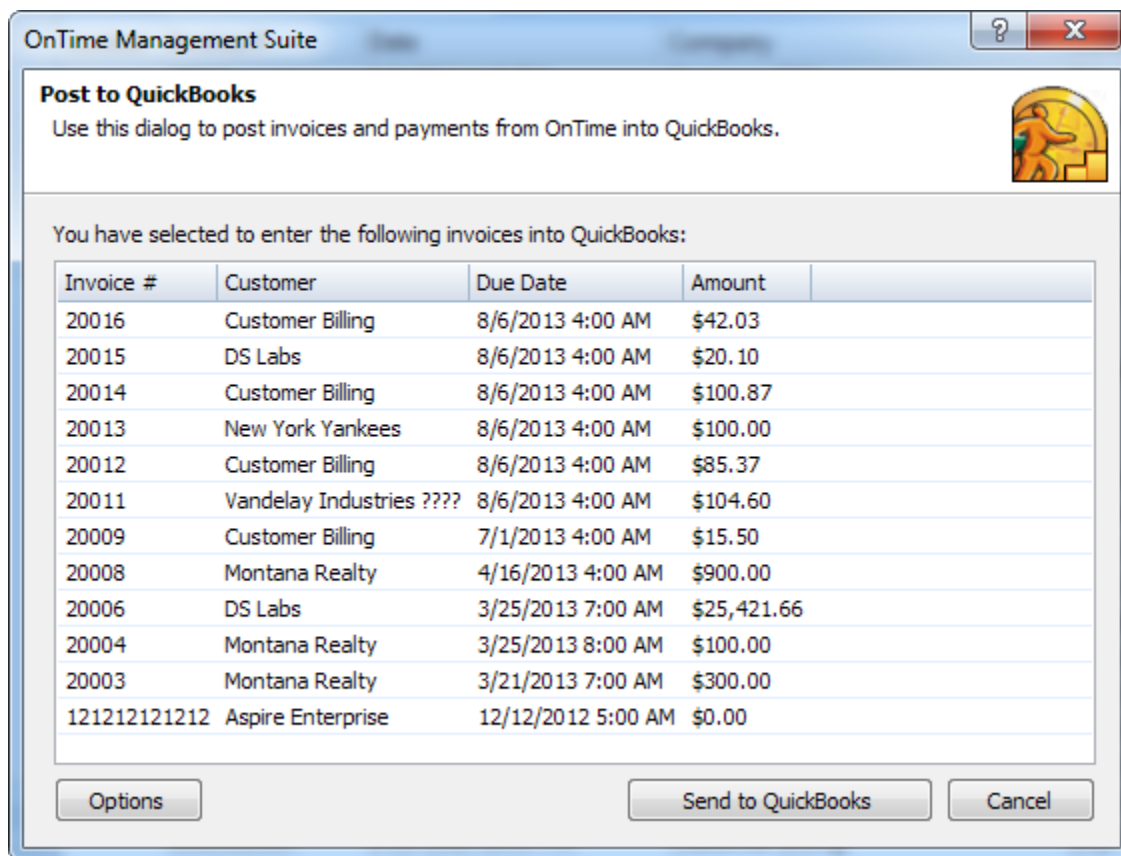 OnTime Management Suite
Post to QuickBooks
Use this dialog to post invoices and payments from OnTime into QuickBooks.
You have selected to enter the following invoices into QuickBooks:
Invoice # Customer Due Date Amount
20016 Customer Billing 8/6/2013 4:00 AM $42.03
20015 DS Labs 8/6/2013 4:00 AM $20.10
20014 Customer Billing 8/6/2013 4:00 AM $100.87
20013 New York Yankees 8/6/2013 4:00 AM $100.00
20012 Customer Billing 8/6/2013 4:00 AM $85.37
20011 Vandelay Industries ???? 8/6/2013 4:00 AM $104.60
20009 Customer Billing 7/1/2013 4:00 AM $15.50
20008 Montana Realty 4/16/2013 4:00 AM $900.00
20006 DS Labs 3/25/2013 7:00 AM $25,421.66
20004 Montana Realty 3/25/2013 8:00 AM $100.00
20003 Montana Realty 3/21/2013 7:00 AM $300.00
121212121212 Aspire Enterprise 12/12/2012 5:00 AM $0.00
Options Send to QuickBooks Cancel